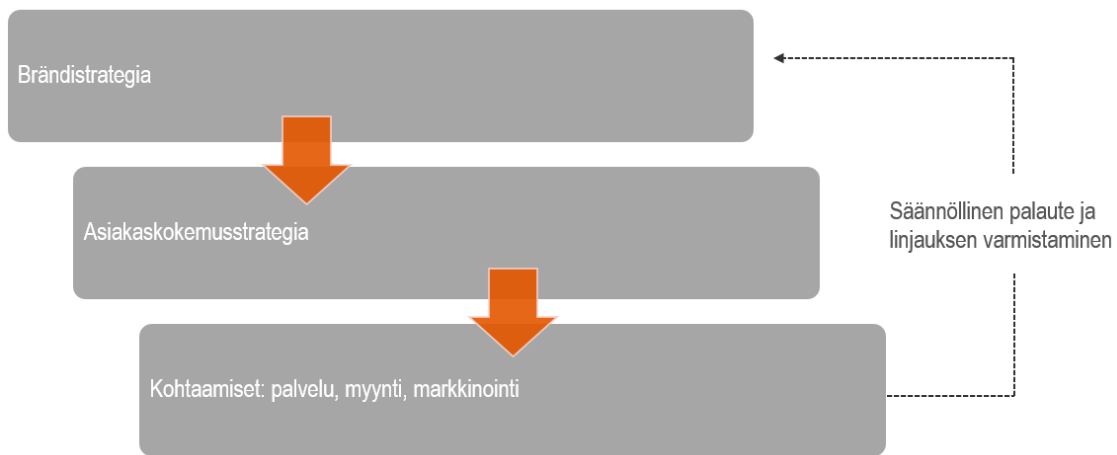 Brändistrategia
Asiakaskokemusstrategia
Säännöllinen palaute ja
linjauksen varmistaminen
Kohtaamiset: palvelu, myynti, markkinointi